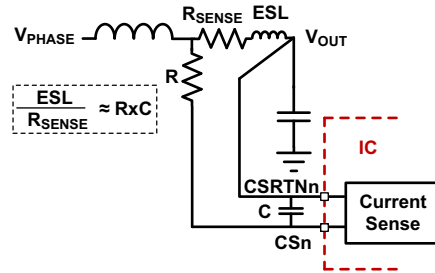 RSENSE ESL
VPHASE
VOUT
R
ESL
RSENSE
≈ RxC
IC
CSRTNn
C
CSn
Current
Sense